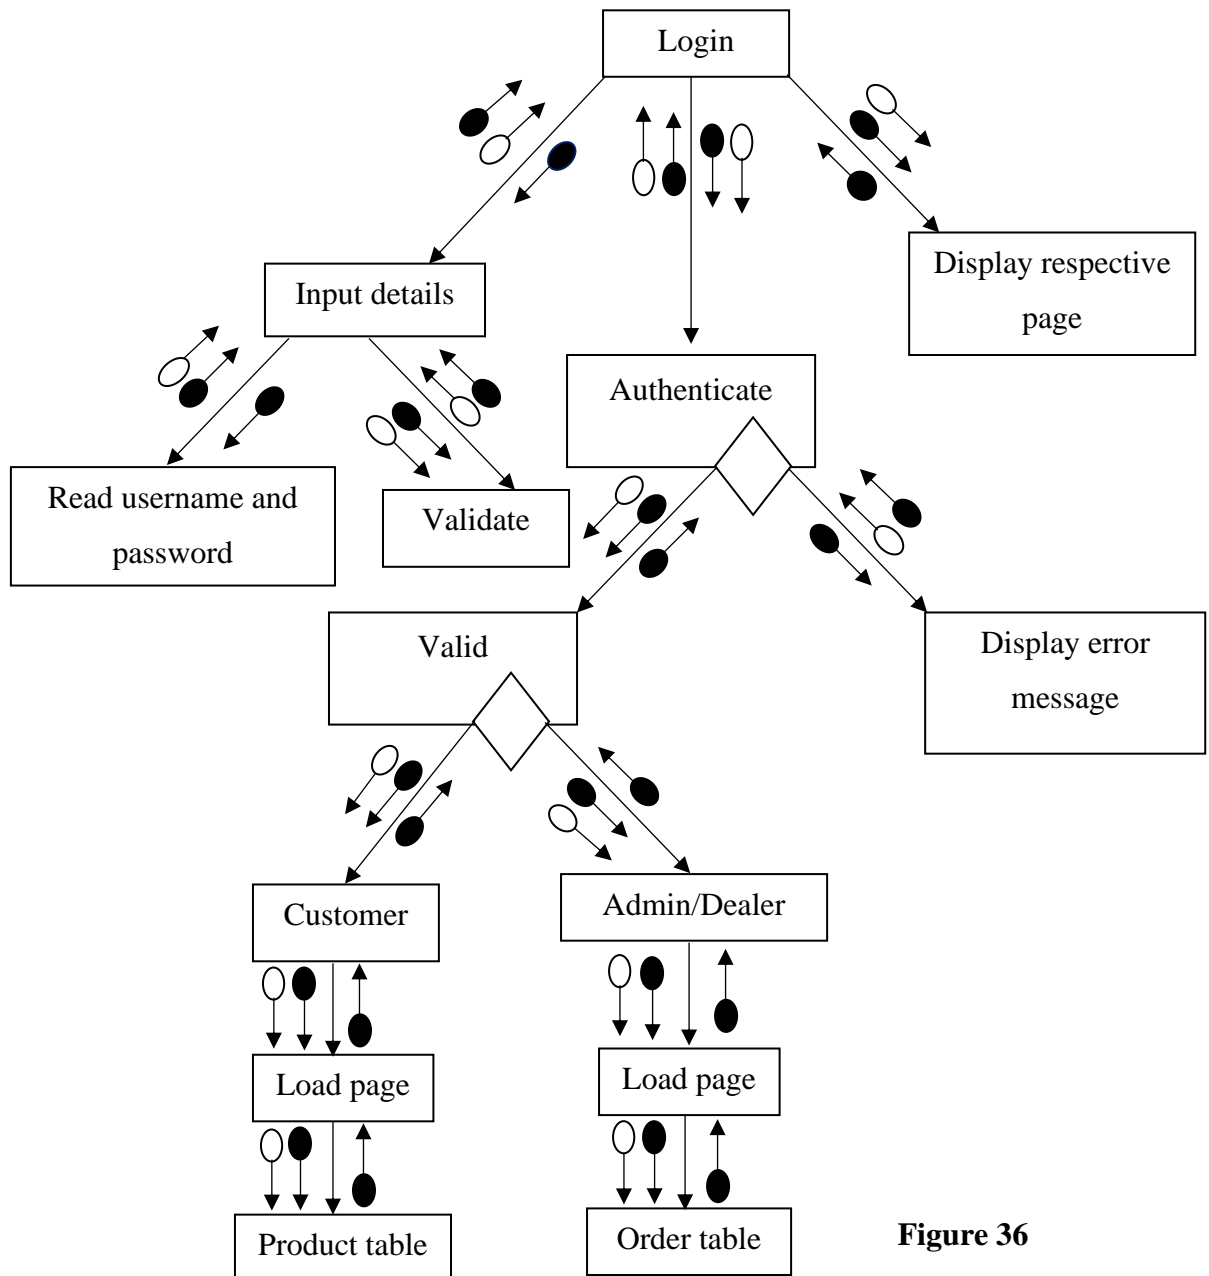 Login
Display respective
page
Input details
Authenticate
Read username and
password
Validate
Valid
Display error
message
Customer
Admin/Dealer
Load page
Load page
Product table
Order table
Figure 36